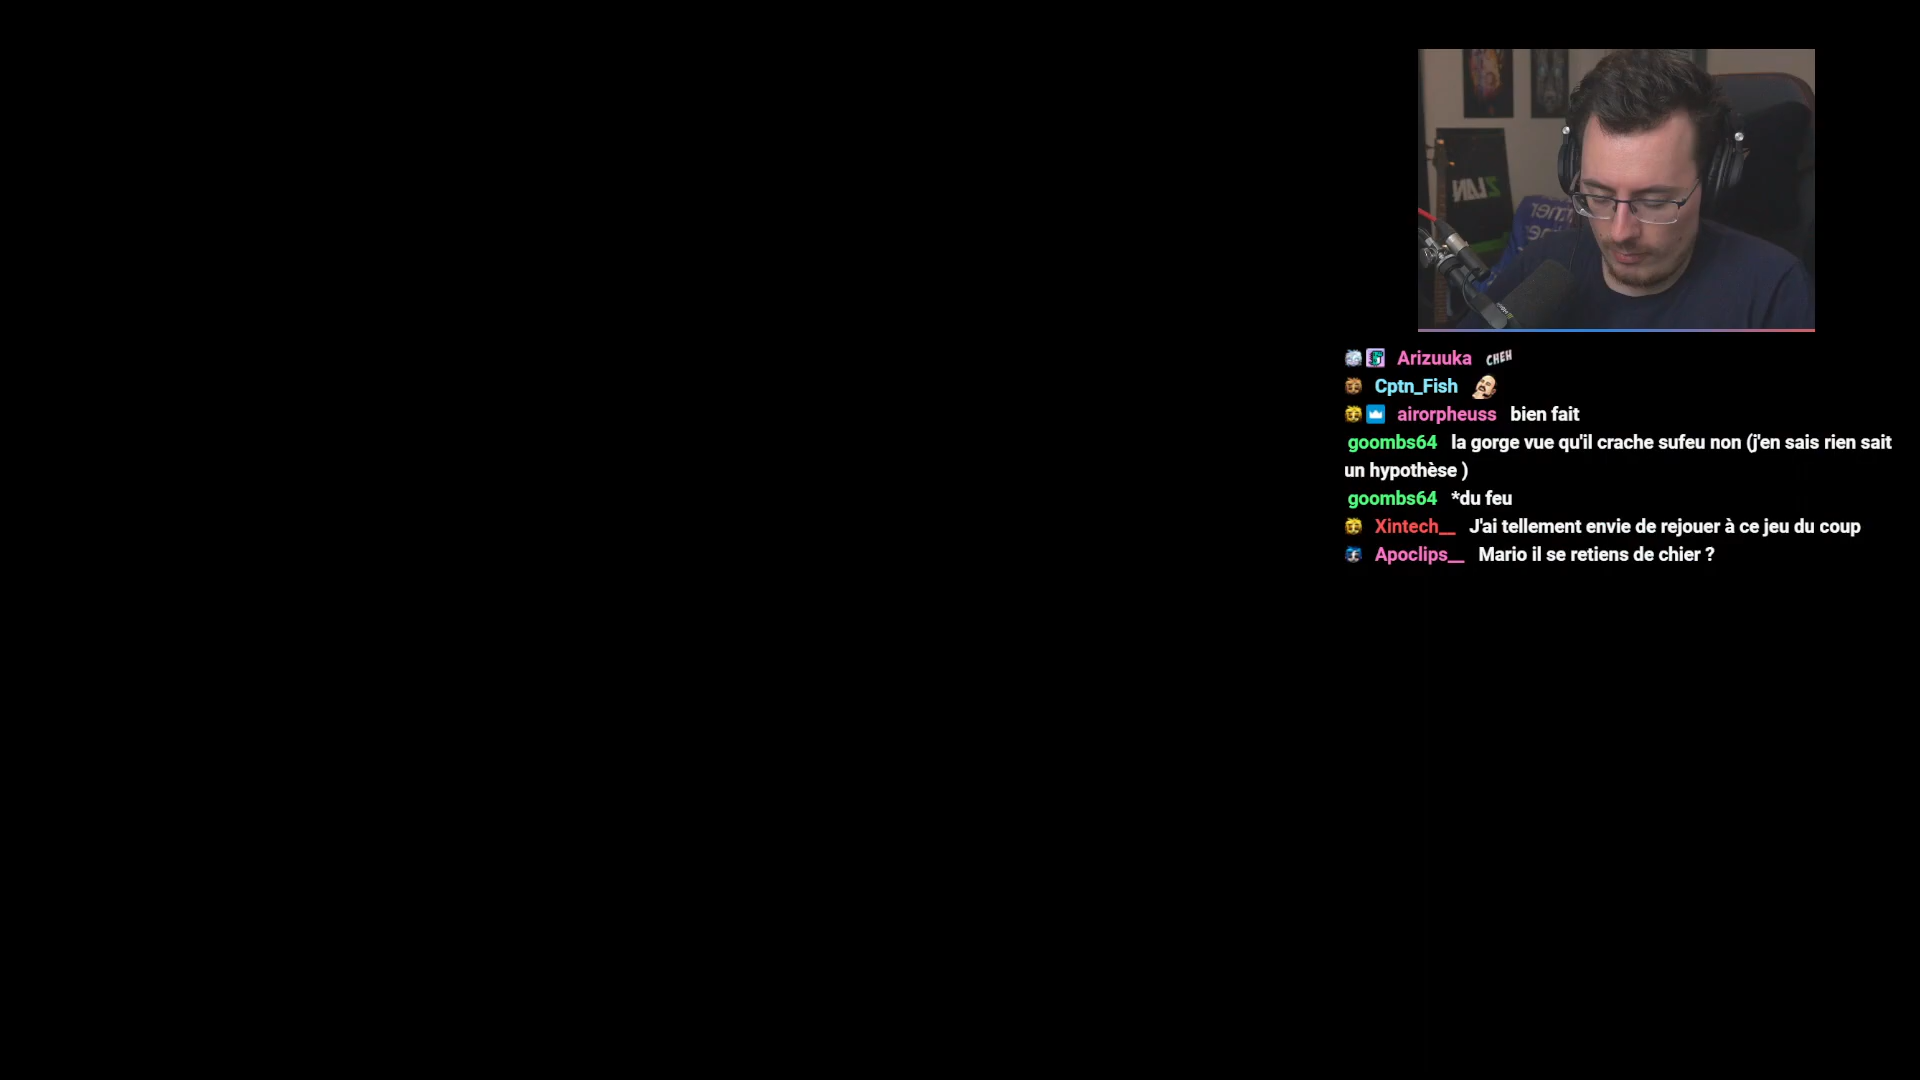 ZLAN
Arizuuka CHEH
Cptn_Fish
airorpheuss bien fait
goombs64 la gorge vue qu'il crache sufeu non (j'en sais rien sait
un hypothèse )
goombs64 *du feu
Xintech__ J'ai tellement envie de rejouer à ce jeu du coup
Apoclips__ Mario il se retiens de chier ?